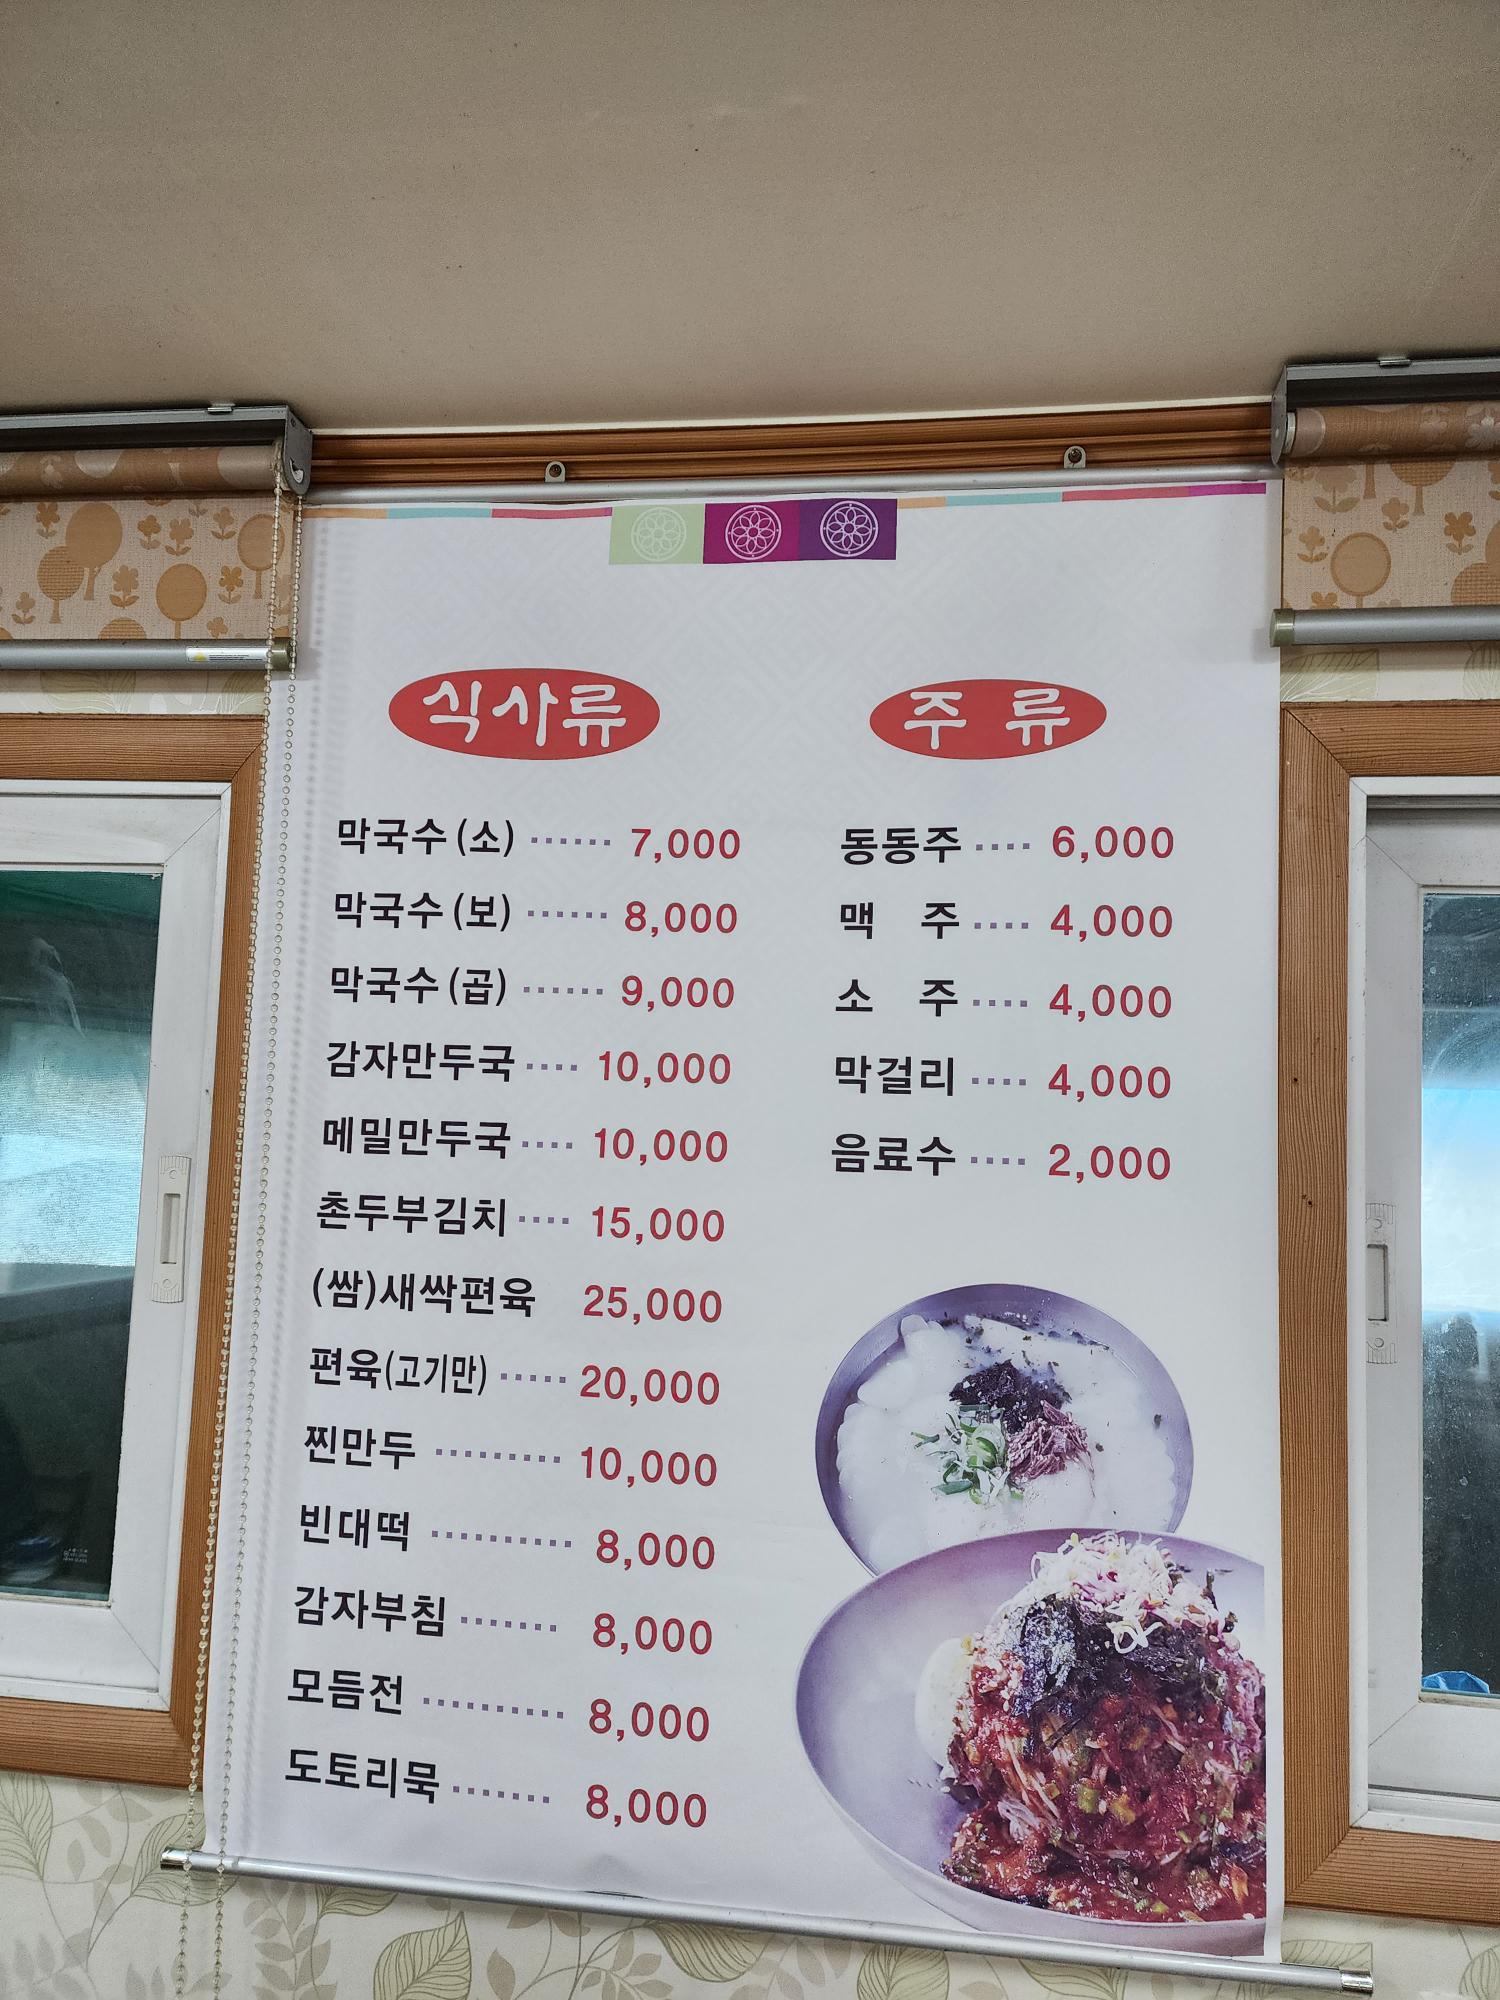 식사류
막국수 (소) ······ 7,000
막국수 (보) ······ 8,000
막국수 (곱) ······ 9,000
감자만두국 ···· 10,000
메밀만두국 ···· 10,000
촌두부김치 ···· 15,000
(쌈)새싹편육 25,000
편육(고기만) ····· 20,000
찐만두 ········· 10,000
빈대떡 ·········· 8,000
감자부침 ······· 8,000
모듬전 ·········· 8,000
도토리묵 ······· 8,000
주 류
동동주 ···· 6,000
맥 주 ···· 4,000
소 주 ···· 4,000
막걸리 ···· 4,000
음료수 ···· 2,000